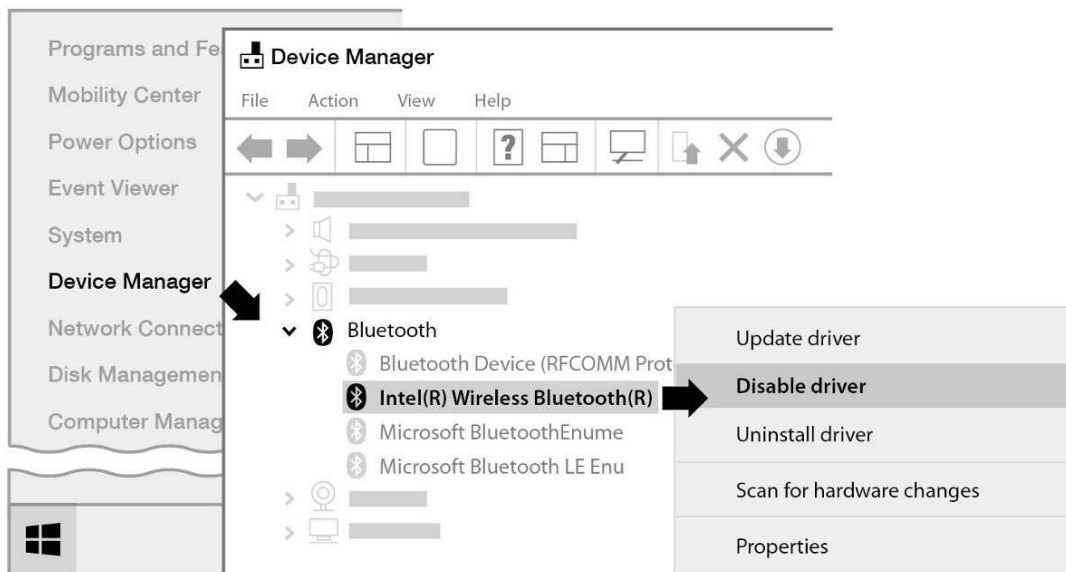 Programs and Fe
Mobility Center
Power Options
Event Viewer
System
Device Manager
Network Connect
Disk Managemen
Computer Manag
Device Manager
File Action View Help
?
Bluetooth
Bluetooth Device (RFCOMM Prot
Intel(R) Wireless Bluetooth(R)
Microsoft BluetoothEnume
Microsoft Bluetooth LE Enu
Update driver
Disable driver
Uninstall driver
Scan for hardware changes
Properties